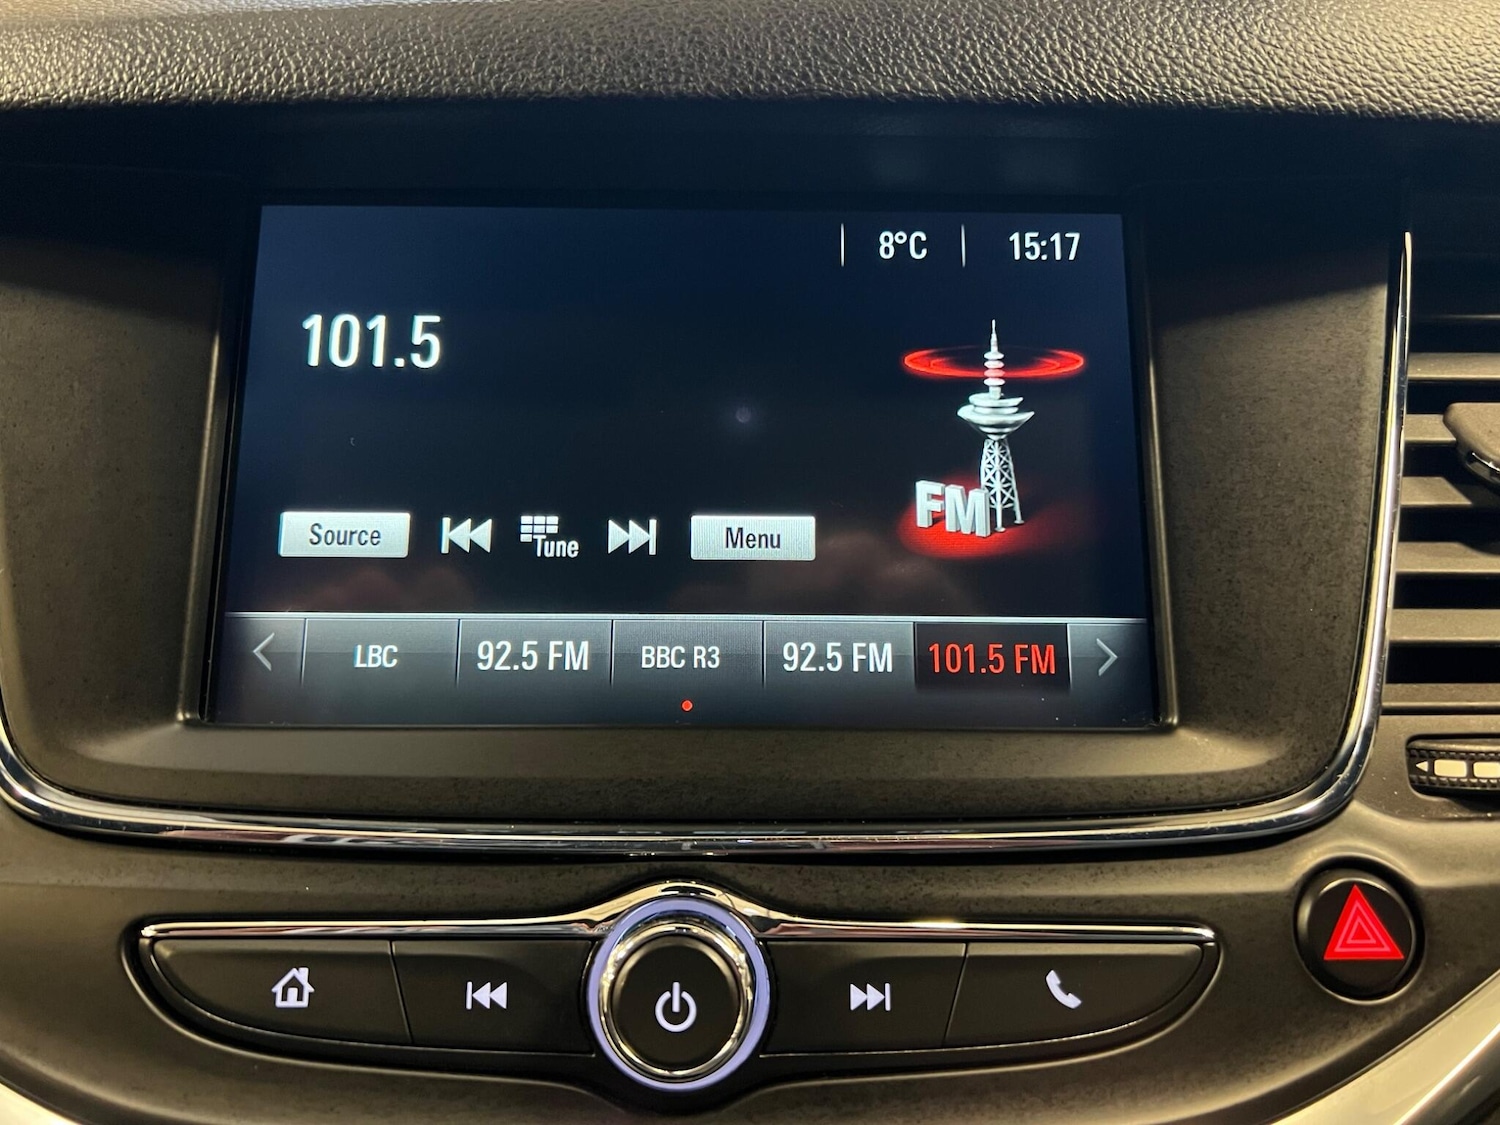 8°C 15:17
101.5
FM
Source Tune Menu
LBC 92.5 FM BBC R3 92.5 FM 101.5 FM